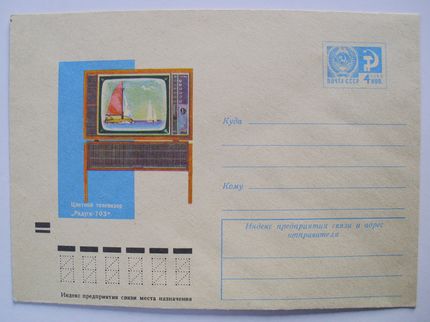 ПОЧТА СССР 4 КОП.
Куда
Кому
Цветной телевизор
„Радуга-703"
Индекс предприятия связи и адрес
отправителя
Индекс предприятия связи места назначения